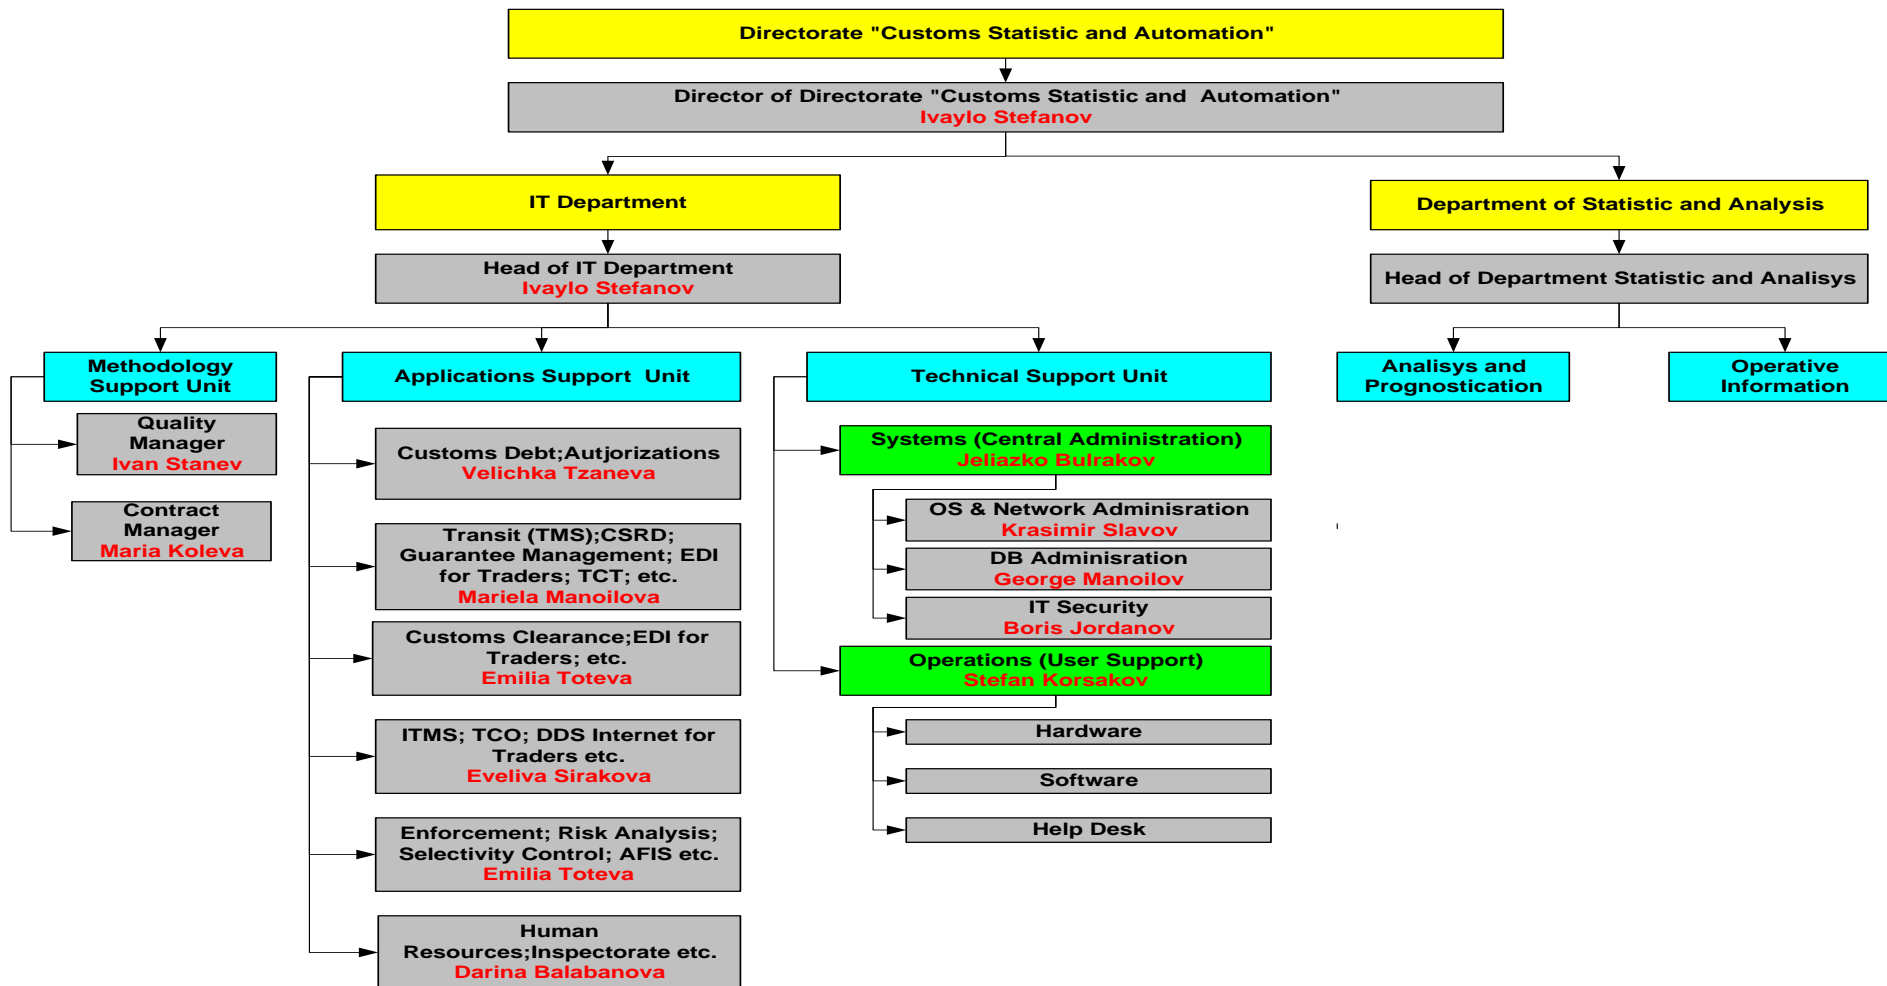 Directorate "Customs Statistic and Automation"
Director of Directorate "Customs Statistic and Automation"
Ivaylo Stefanov
IT Department
Department of Statistic and Analysis
Head of IT Department
Ivaylo Stefanov
Head of Department Statistic and Analisys
Methodology
Support Unit
Quality
Manager
Ivan Stanev
Contract
Manager
Maria Koleva
Applications Support Unit
Customs Debt;Autjorizations
Velichka Tzaneva
Transit (TMS);CSRD;
Guarantee Management; EDI
for Traders; TCT; etc.
Mariela Manoilova
Customs Clearance;EDI for
Traders; etc.
Emilia Toteva
ITMS; TCO; DDS Internet for
Traders etc.
Eveliva Sirakova
Enforcement; Risk Analysis;
Selectivity Control; AFIS etc.
Emilia Toteva
Human
Resources;Inspectorate etc.
Darina Balabanova
Technical Support Unit
Systems (Central Administration)
Jeliazko Bulrakov
OS & Network Adminisration
Krasimir Slavov
DB Adminisration
George Manoilov
IT Security
Boris Jordanov
Operations (User Support)
Stefan Korsakov
Hardware
Software
Help Desk
Analisys and
Prognostication
Operative
Information